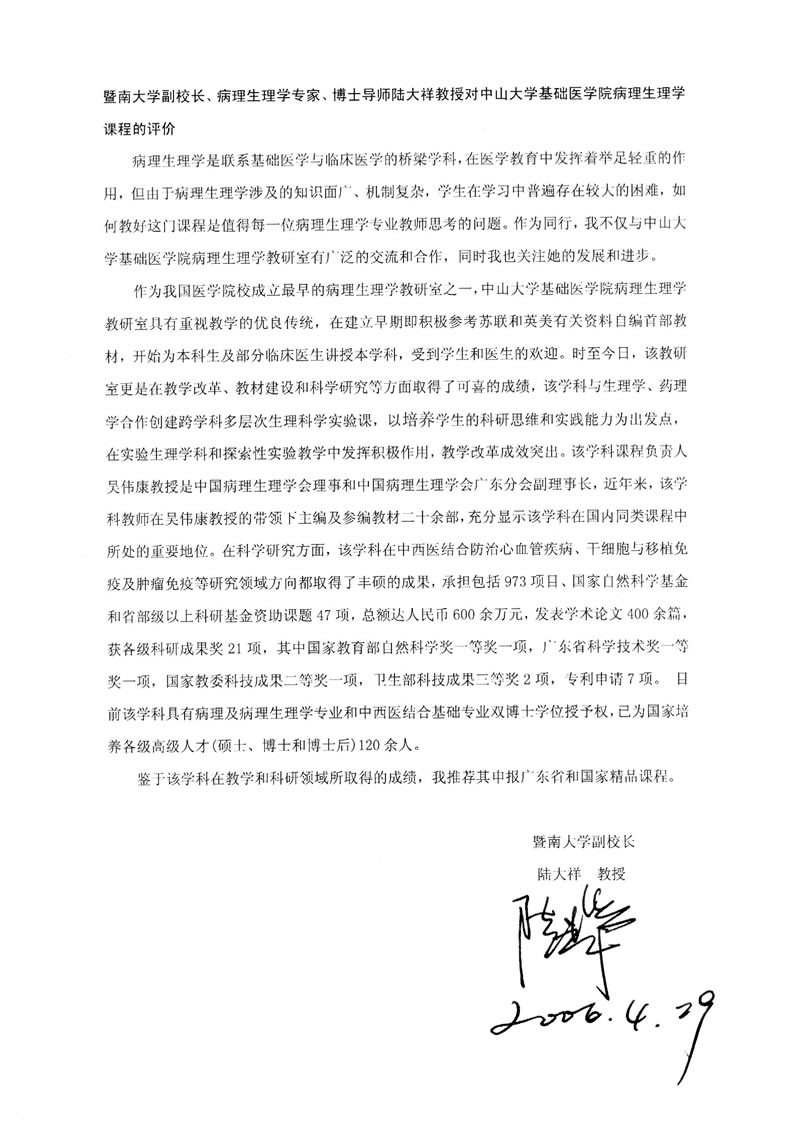 暨南大学副校长、病理生理学专家、博士导师陆大祥教授对中山大学基础医学院病理生理学
课程的评价
病理生理学是联系基础医学与临床医学的桥梁学科，在医学教育中发挥着举足轻重的作
用，但由于病理生理学涉及的知识面广、机制复杂，学生在学习中普遍存在较大的困难，如
何教好这门课程是值得每一位病理生理学专业教师思考的问题。作为同行，我不仅与中山大
学基础医学院病理生理学教研室有广泛的交流和合作，同时我也关注她的发展和进步。
作为我国医学院校成立最早的病理生理学教研室之一，中山大学基础医学院病理生理学
教研室具有重视教学的优良传统，在建立早期即积极参考苏联和英美有关资料自编首部教
材，开始为本科生及部分临床医生讲授本学科，受到学生和医生的欢迎。时至今日，该教研
室更是在教学改革、教材建设和科学研究等方面取得了可喜的成绩，该学科与生理学、药理
学合作创建跨学科多层次生理科学实验课，以培养学生的科研思维和实践能力为出发点，
在实验生理学科和探索性实验教学中发挥积极作用，教学改革成效突出。该学科课程负责人
吴伟康教授是中国病理生理学会理事和中国病理生理学会广东分会副理事长，近年来，该学
科教师在吴伟康教授的带领下主编及参编教材二十余部，充分显示该学科在国内同类课程中
所处的重要地位。在科学研究方面，该学科在中西医结合防治心血管疾病、干细胞与移植免
疫及肿瘤免疫等研究领域方向都取得了丰硕的成果，承担包括 973 项目、国家自然科学基金
和省部级以上科研基金资助课题 47 项，总额达人民币 600 余万元，发表学术论文 400 余篇，
获各级科研成果奖 21 项，其中国家教育部自然科学奖一等奖一项，广东省科学技术奖一等
奖一项，国家教委科技成果二等奖一项，卫生部科技成果三等奖 2 项，专利申请 7 项。 目
前该学科具有病理及病理生理学专业和中西医结合基础专业双博士学位授予权，已为国家培
养各级高级人才(硕士、博士和博士后)120 余人。
鉴于该学科在教学和科研领域所取得的成绩，我推荐其申报广东省和国家精品课程。
暨南大学副校长
陆大祥 教授
陆大祥
2006.4.29